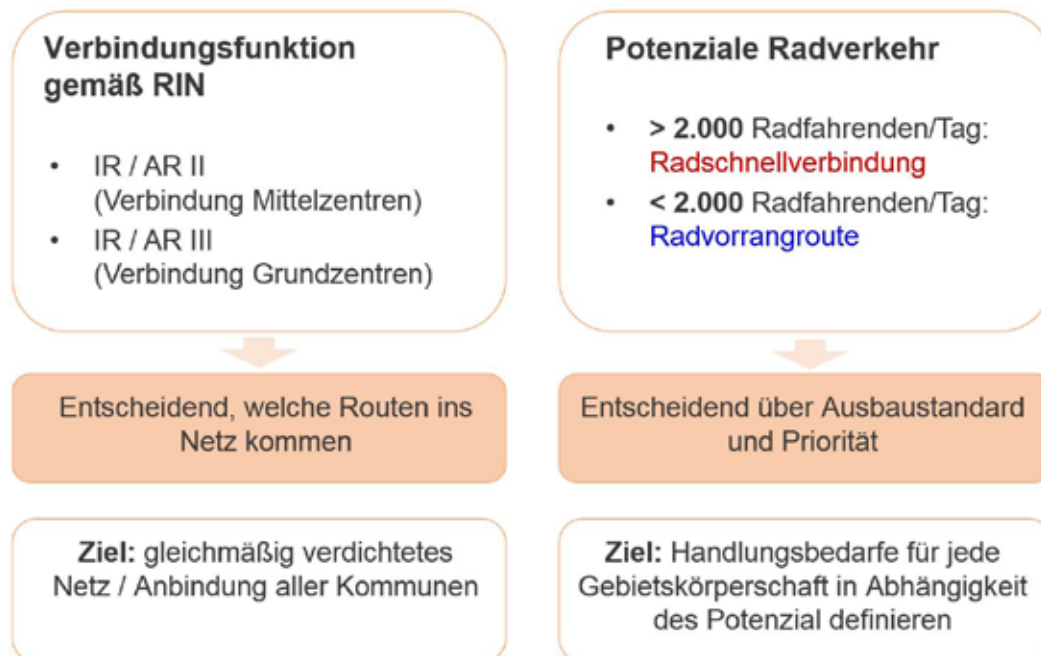 Verbindungsfunktion
gemäß RIN
• IR / AR II
(Verbindung Mittelzentren)
• IR / AR III
(Verbindung Grundzentren)
Entscheidend, welche Routen ins
Netz kommen
Ziel: gleichmäßig verdichtetes
Netz / Anbindung aller Kommunen
Potenziale Radverkehr
• > 2.000 Radfahrenden/Tag:
Radschnellverbindung
• < 2.000 Radfahrenden/Tag:
Radvorrangroute
Entscheidend über Ausbaustandard
und Priorität
Ziel: Handlungsbedarfe für jede
Gebietskörperschaft in Abhängigkeit
des Potenzial definieren